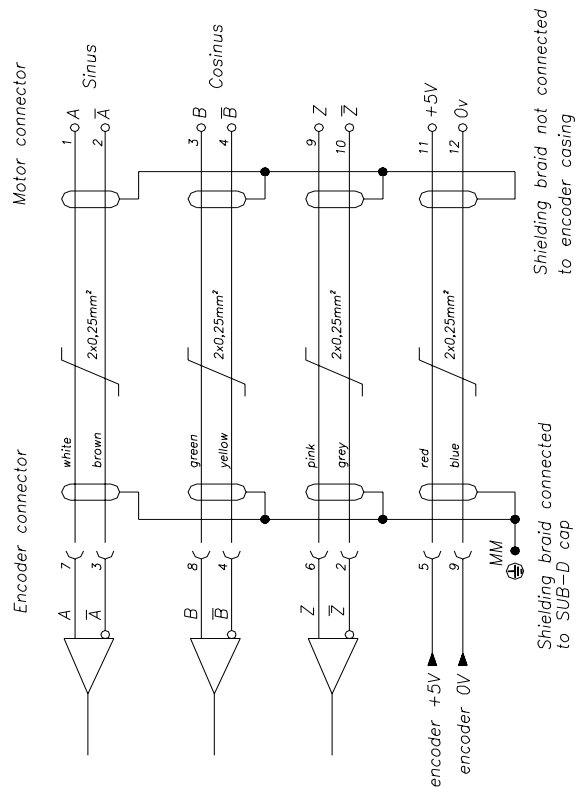 Encoder connector
Motor connector
A
7
white
1
A
2x0,25mm²
Sinus
A̅
3
brown
2
A̅
B
8
green
3
B
2x0,25mm²
Cosinus
B̅
4
yellow
4
B̅
Z
6
pink
9
Z
2x0,25mm²
Z̅
2
grey
10
Z̅
encoder +5V
5
red
11
+5V
2x0,25mm²
encoder 0V
9
blue
12
0v
MM
Shielding braid connected
to SUB-D cap
Shielding braid not connected
to encoder casing